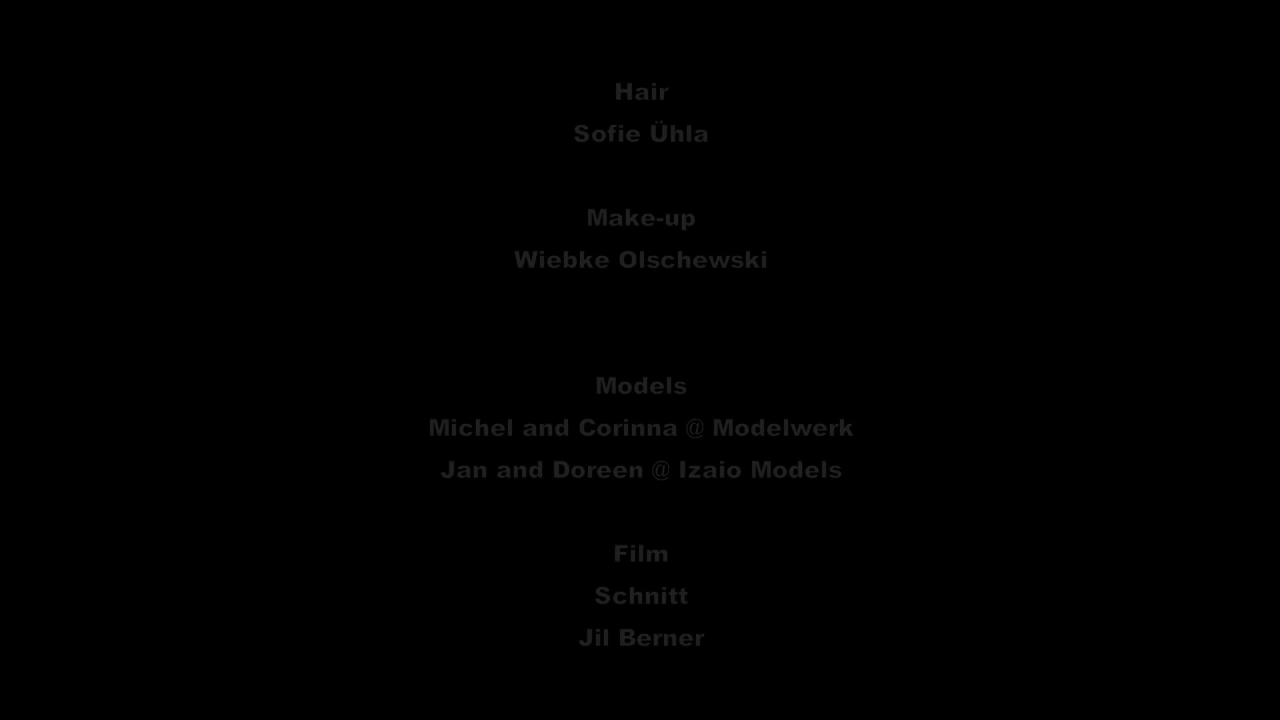 Hair
Sofie Ühla
Make-up
Wiebke Olschewski
Models
Michel and Corinna @ Modelwerk
Jan and Doreen @ Izaio Models
Film
Schnitt
Jil Berner